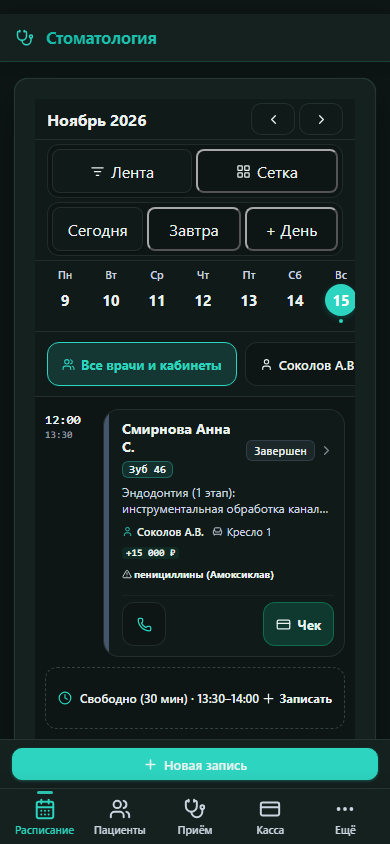 Стоматология
Ноябрь 2026
Лента
Сетка
Сегодня
Завтра
+ День
Пн Вт Ср Чт Пт Сб Вс
9 10 11 12 13 14 15
Все врачи и кабинеты
Соколов А.В
12:00
13:30
Смирнова Анна
С.
Завершен
Зуб 46
Эндодонтия (1 этап):
инструментальная обработка канал...
Соколов А.В. Кресло 1
+15 000 ₽
пенициллины (Амоксиклав)
Чек
Свободно (30 мин) · 13:30–14:00 + Записать
+ Новая запись
Расписание Пациенты Приём Касса Ещё